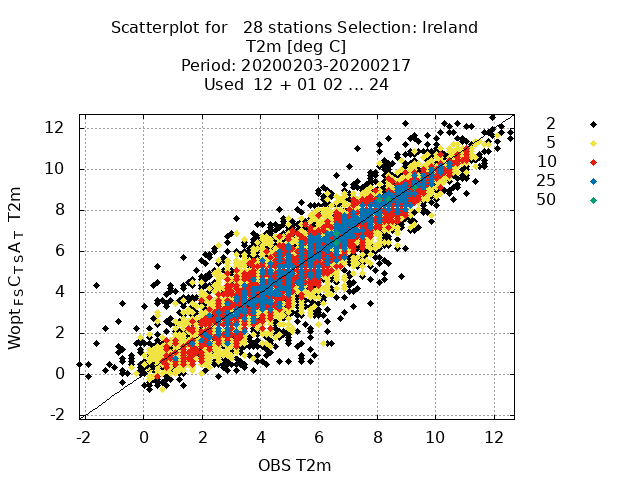 Scatterplot for 28 stations Selection: Ireland
T2m [deg C]
Period: 20200203-20200217
Used 12 + 01 02 ... 24
2
5
10
25
50
12
10
8
6
4
2
0
-2
-2 0 2 4 6 8 10 12
OBS T2m
Wopt_FSC_TSA_T T2m